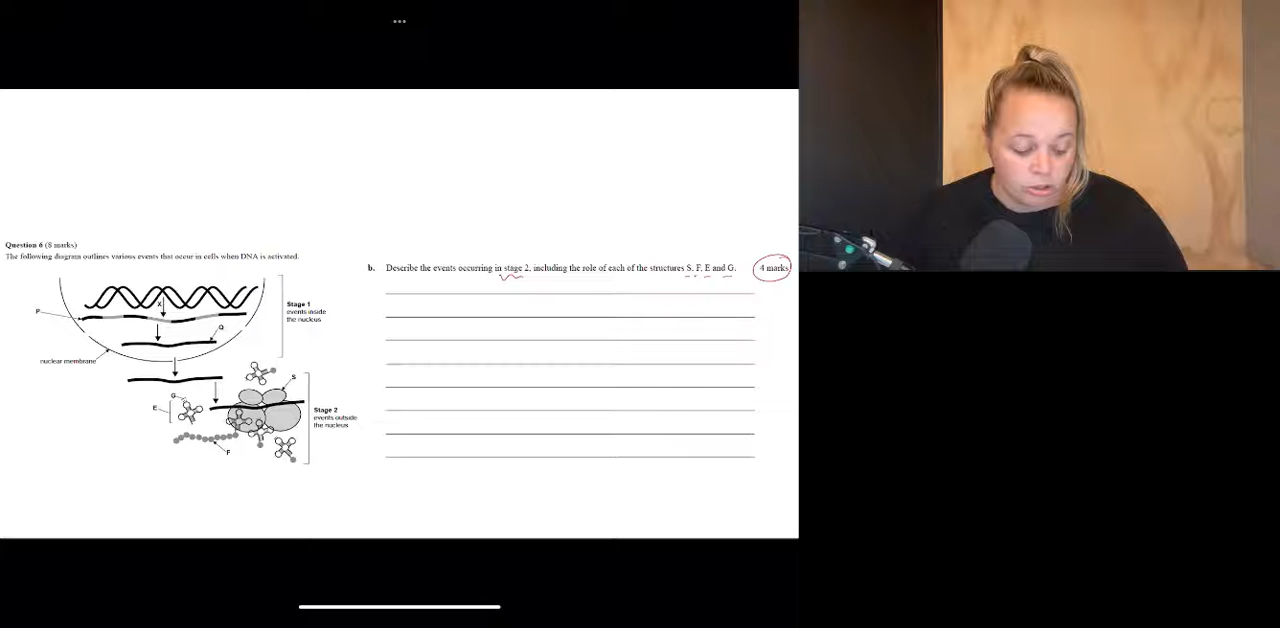 Question 6 (8 marks)
The following diagram outlines various events that occur in cells when DNA is activated.
X
P
Q
nuclear membrane
Stage 1
events inside
the nucleus
S
G
E
F
Stage 2
events outside
the nucleus
b. Describe the events occurring in stage 2, including the role of each of the structures S, F, E and G. 4 marks